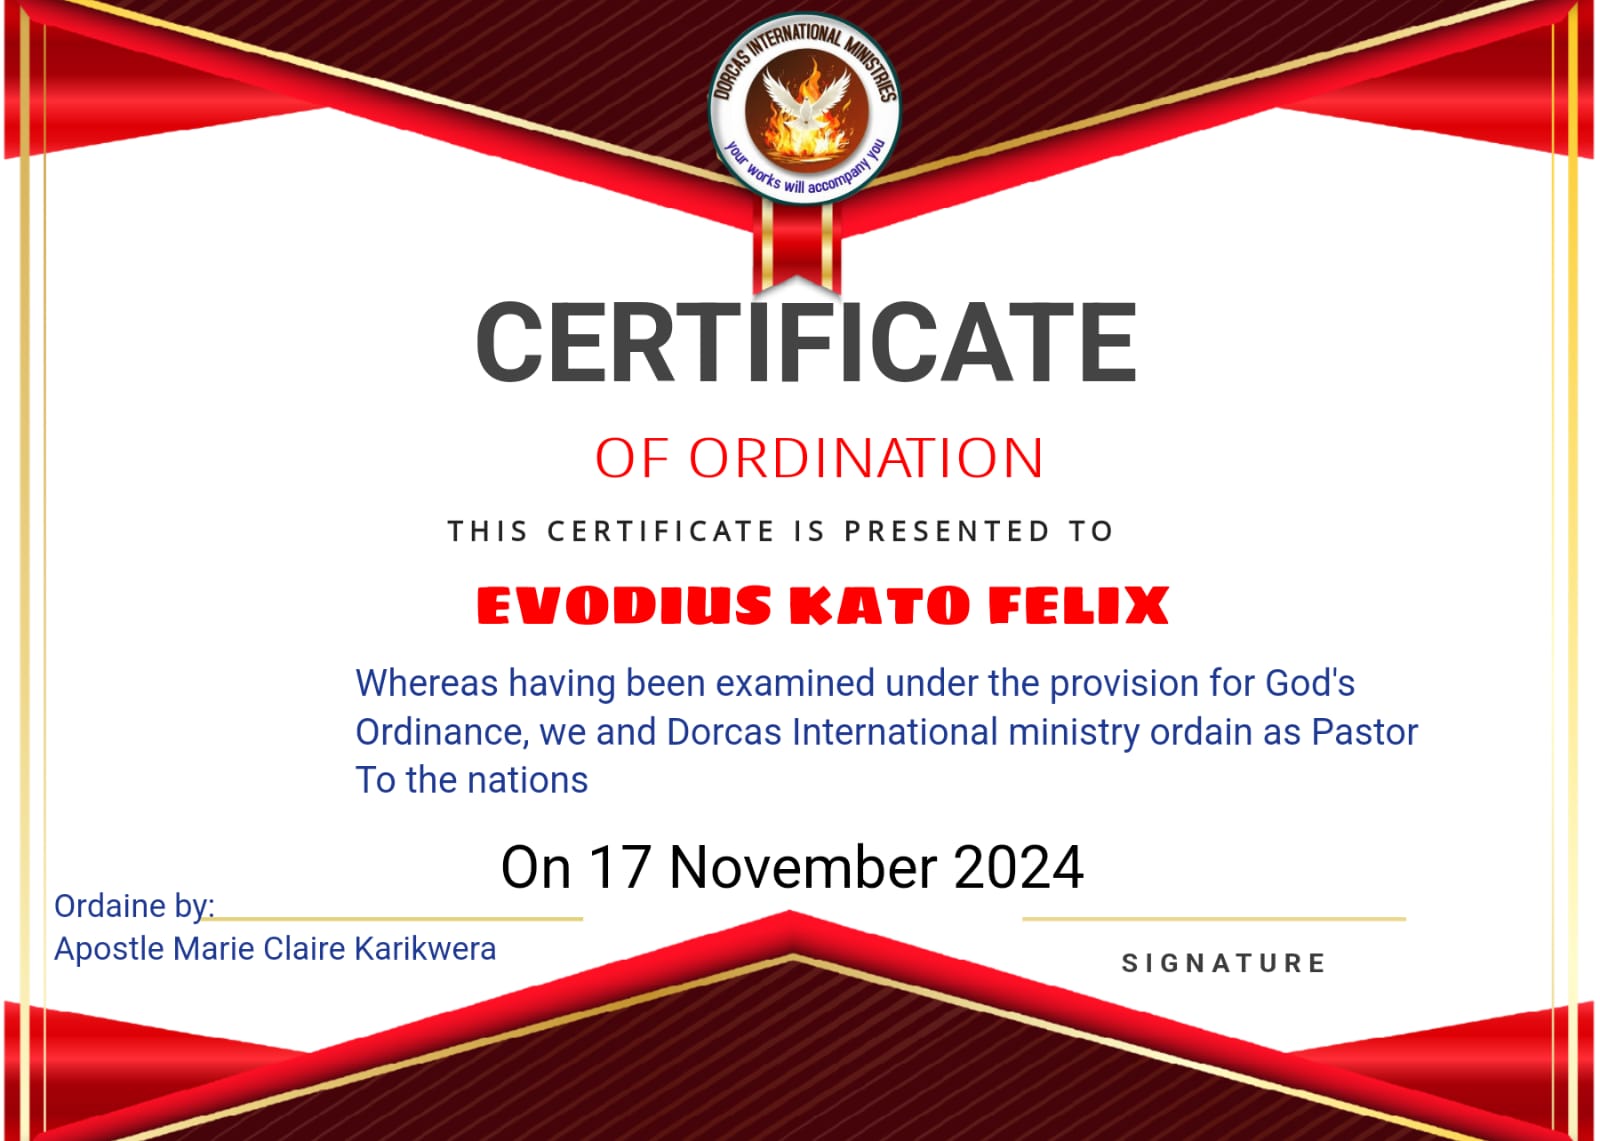 DORCAS INTERNATIONAL MINISTRIES
your works will accompany you
CERTIFICATE
OF ORDINATION
THIS CERTIFICATE IS PRESENTED TO
EVODIUS KATO FELIX
Whereas having been examined under the provision for God's
Ordinance, we and Dorcas International ministry ordain as Pastor
To the nations
On 17 November 2024
Ordaine by:
Apostle Marie Claire Karikwera
SIGNATURE